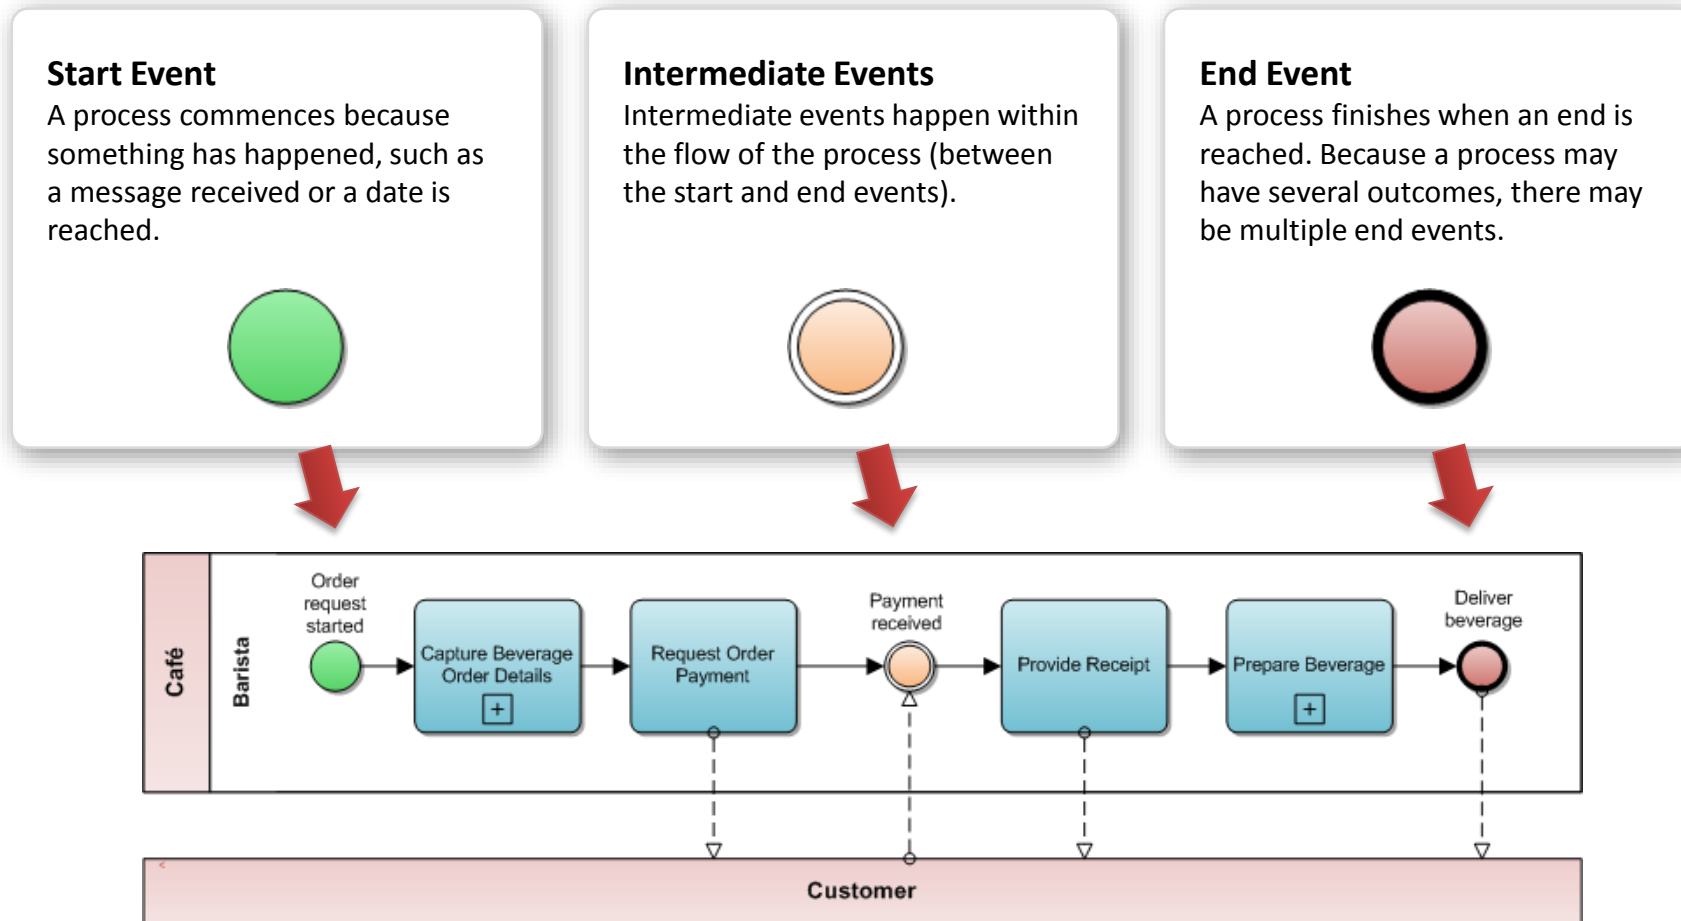 Start Event
A process commences because
something has happened, such as
a message received or a date is
reached.
Intermediate Events
Intermediate events happen within
the flow of the process (between
the start and end events).
End Event
A process finishes when an end is
reached. Because a process may
have several outcomes, there may
be multiple end events.
Café
Barista
Order
request
started
Capture Beverage
Order Details
+
Request Order
Payment
Payment
received
Provide Receipt
Prepare Beverage
+
Deliver
beverage
<
Customer